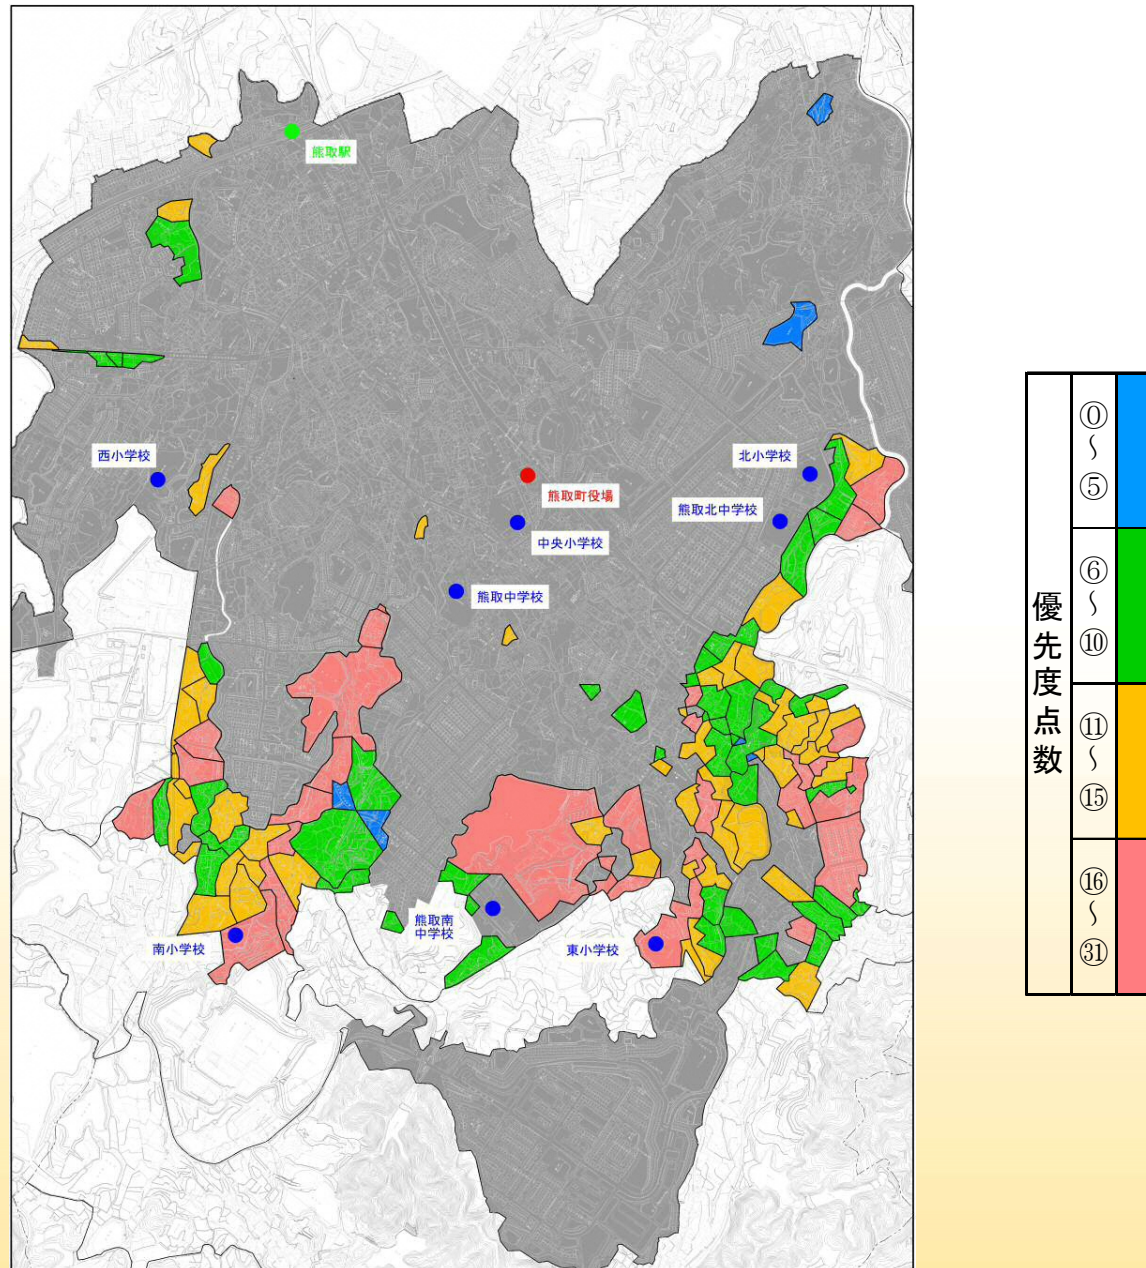 熊取駅
西小学校
熊取町役場
中央小学校
北小学校
熊取北中学校
熊取中学校
熊取南
中学校
南小学校
東小学校
優先度点数
⓪～⑤
⑥～⑩
⑪～⑮
⑯～㉛